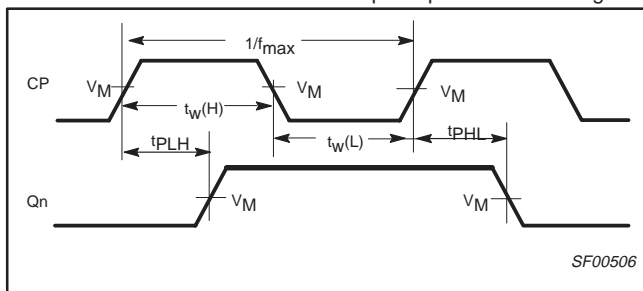 1/fmax
CP
VM
VM
VM
tw(H)
tw(L)
tPHL
tPLH
Qn
VM
VM
SF00506